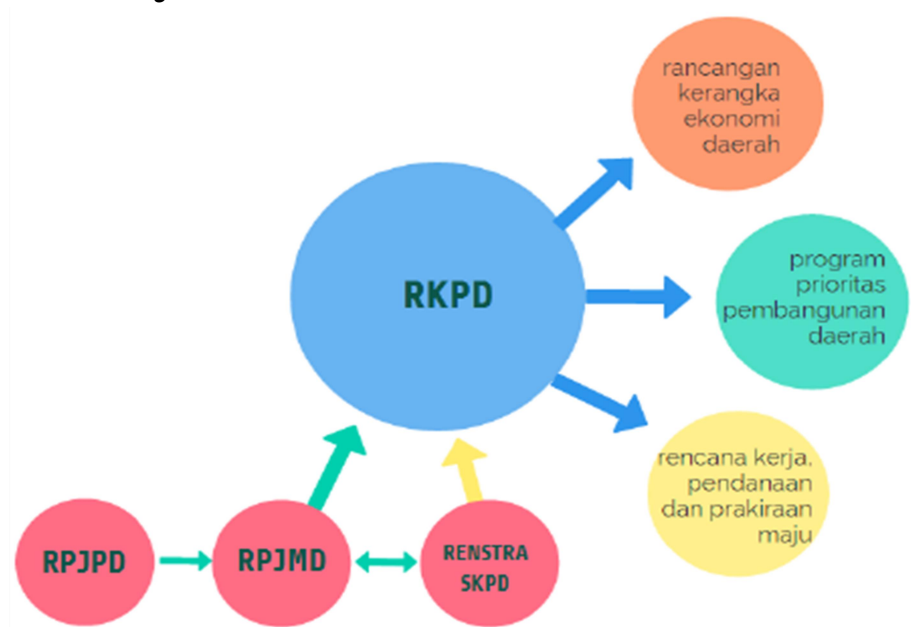 rancangan
kerangka
ekonomi
daerah
RKPD
program
prioritas
pembangunan
daerah
rencana kerja,
pendanaan
dan prakiraan
maju
RPJPD
RPJMD
RENSTRA
SKPD